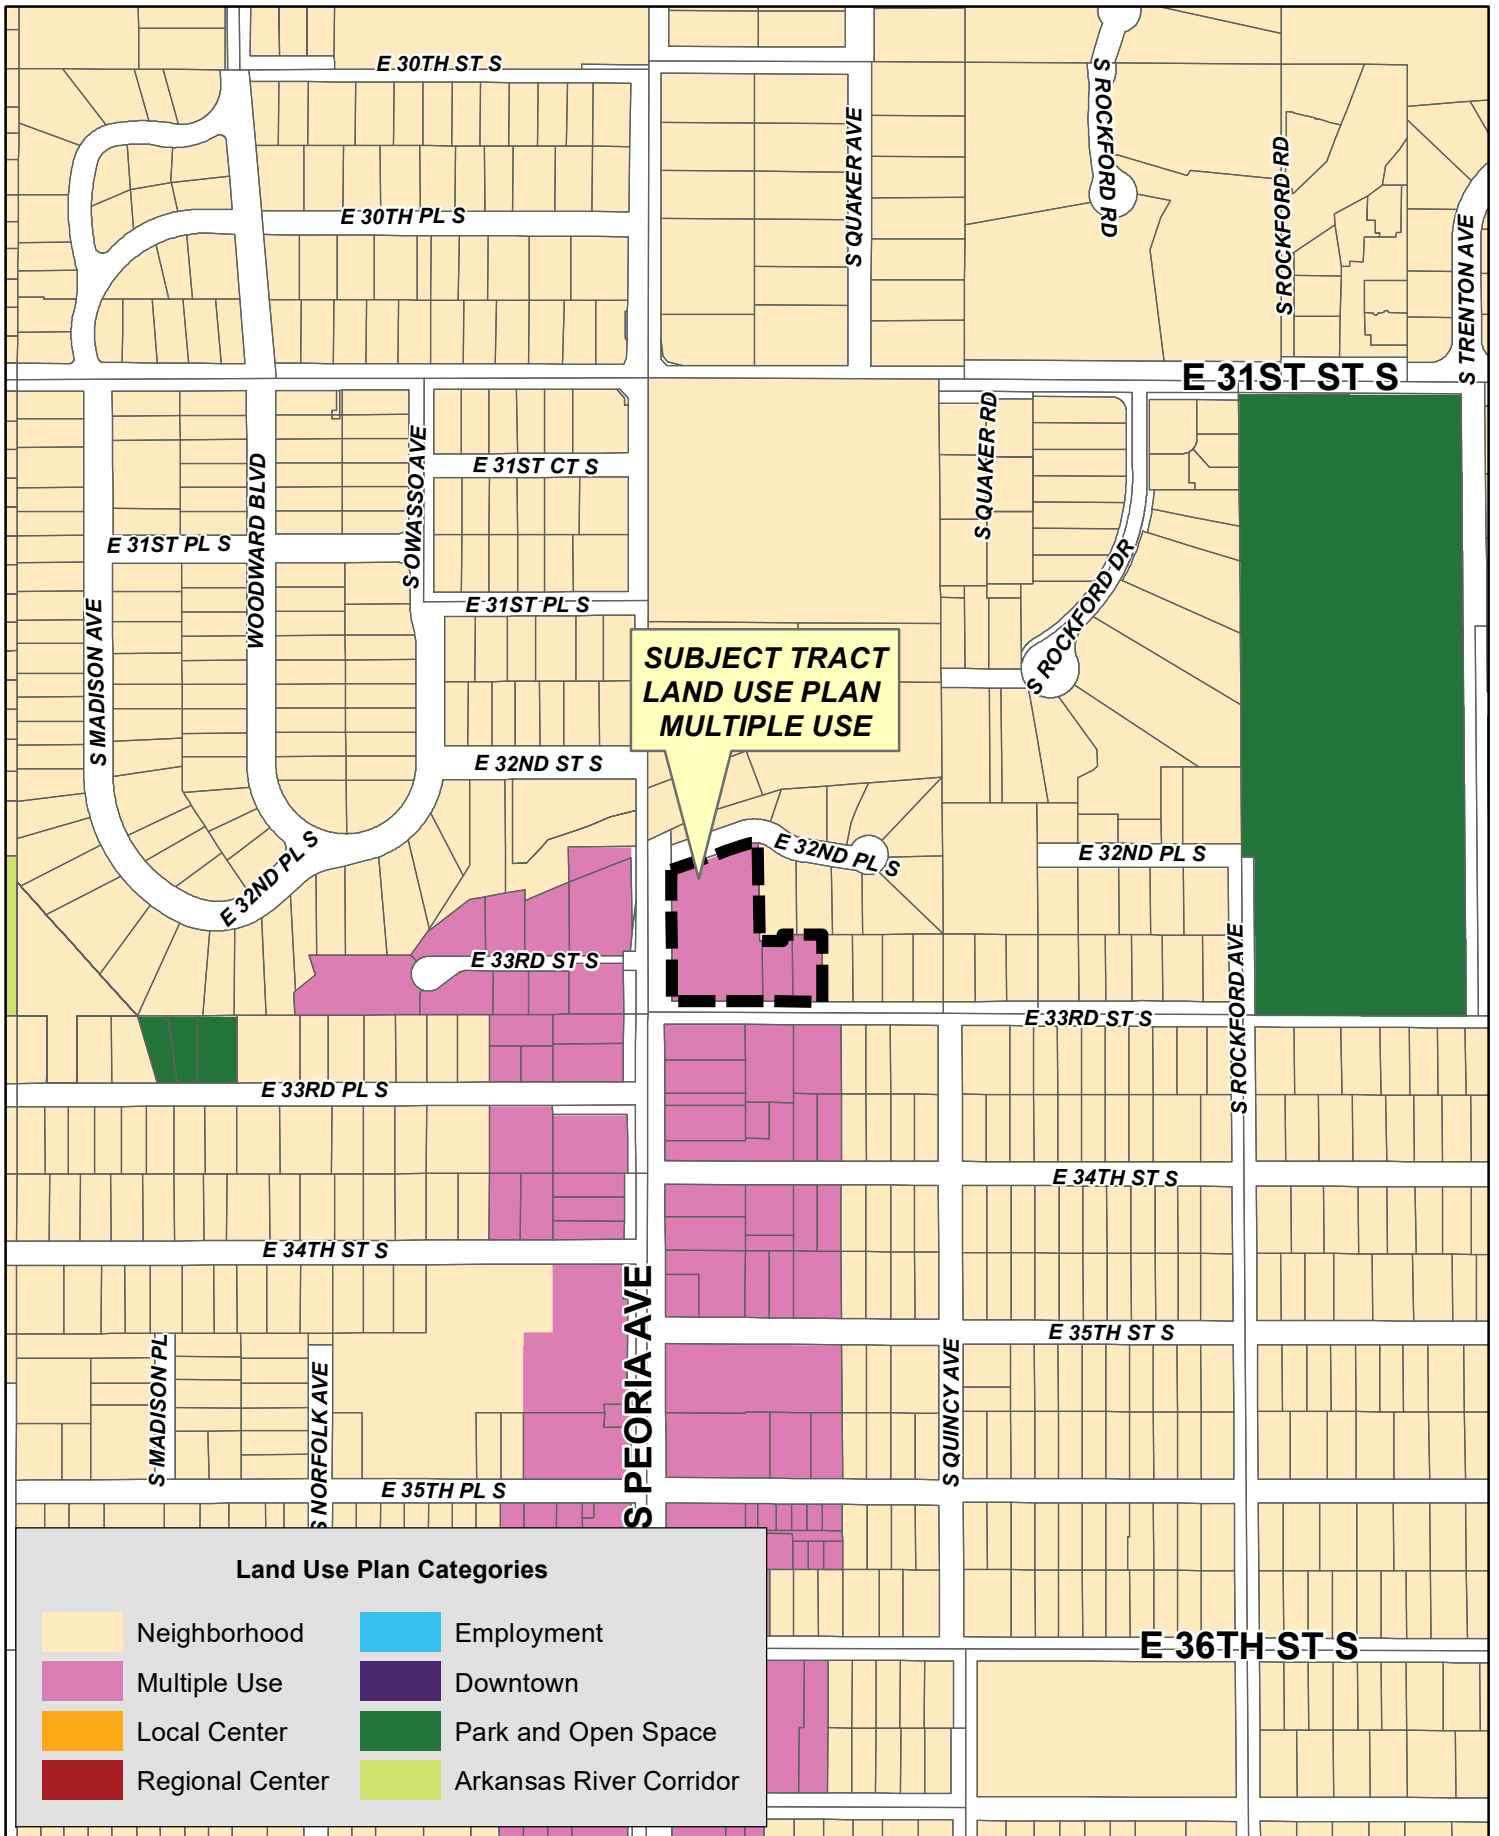 E 30TH ST S
S ROCKFORD RD
S QUAKER AVE
S ROCKFORD RD
E 30TH PL S
S TRENTON AVE
E 31ST ST S
S QUAKER RD
S OWASSO AVE
WOODWARD BLVD
E 31ST CT S
E 31ST PL S
S ROCKFORD DR
S MADISON AVE
E 31ST PL S
SUBJECT TRACT
LAND USE PLAN
MULTIPLE USE
E 32ND ST S
E 32ND PL S
E 32ND PL S
E 32ND PL S
S ROCKFORD AVE
E 33RD ST S
E 33RD ST S
E 33RD PL S
E 34TH ST S
E 34TH ST S
S PEORIA AVE
E 35TH ST S
S MADISON PL
S NORFOLK AVE
S QUINCY AVE
E 35TH PL S
Land Use Plan Categories
Neighborhood
Multiple Use
Local Center
Regional Center
Employment
Downtown
Park and Open Space
Arkansas River Corridor
E 36TH ST S